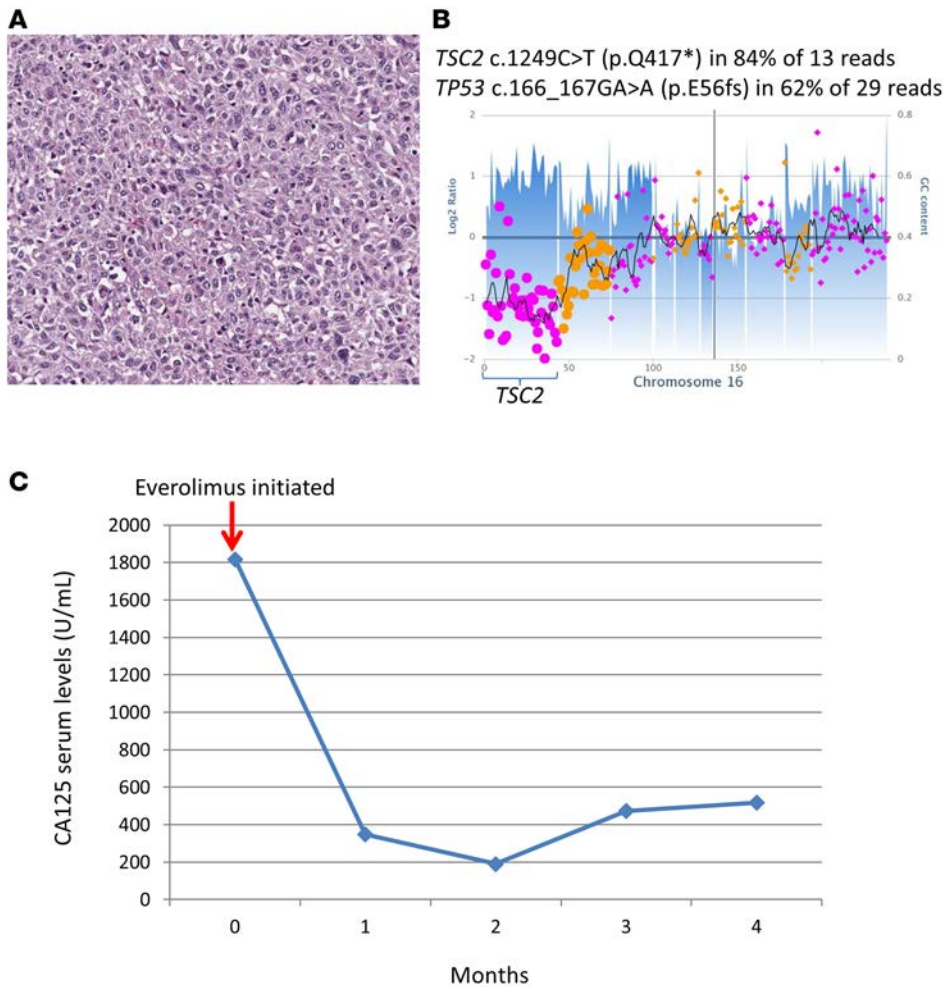 A
B
TSC2 c.1249C>T (p.Q417*) in 84% of 13 reads
TP53 c.166_167GA>A (p.E56fs) in 62% of 29 reads
2
1
0
-1
-2
Log2 Ratio
0.8
0.6
0.4
0.2
0
GC content
0 50 100 150
Chromosome 16
TSC2
C
Everolimus initiated
2000
1800
1600
1400
1200
1000
800
600
400
200
0
CA125 serum levels (U/mL)
0 1 2 3 4
Months